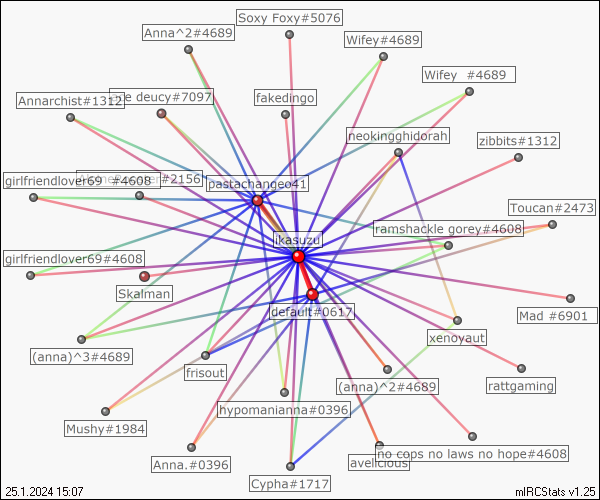 Soxy Foxy#5076
Anna^2#4689
Wifey#4689
Wifey #4689
deucy#7097
Annarchist#1312
fakedingo
neokingghidorah
zibbits#1312
girlfriendlover69 #4608
#2156
pastachangeo41
Toucan#2473
ramshackle gorey#4608
ikasuzu
girlfriendlover69#4608
Skalman
default#0617
Mad #6901
xenoyaut
(anna)^3#4689
frisout
(anna)^2#4689
rattgaming
hypomanianna#0396
Mushy#1984
no cops no laws no hope#4608
Anna.#0396
avelicious
Cypha#1717
25.1.2024 15:07
mIRCStats v1.25